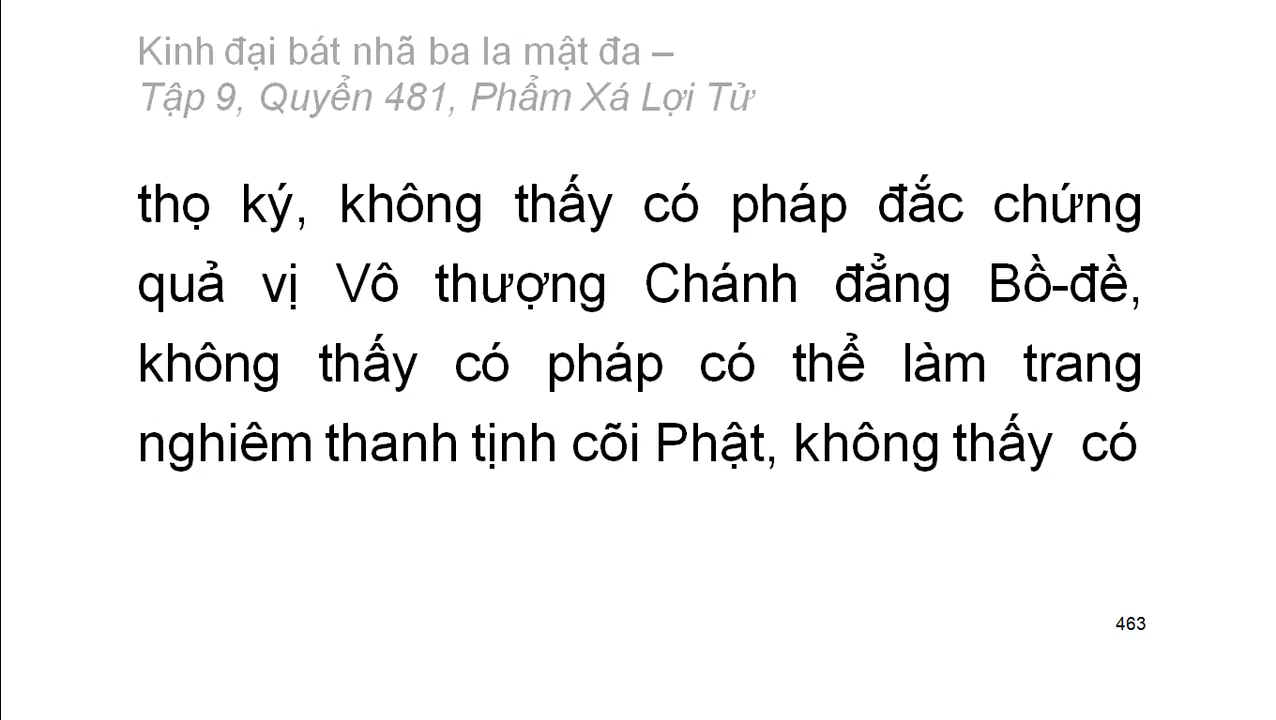 Kinh đại bát nhã ba la mật đa –
Tập 9, Quyển 481, Phẩm Xá Lợi Tử
thọ ký, không thấy có pháp đắc chứng
quả vị Vô thượng Chánh đẳng Bồ-đề,
không thấy có pháp có thể làm trang
nghiêm thanh tịnh cõi Phật, không thấy có
463